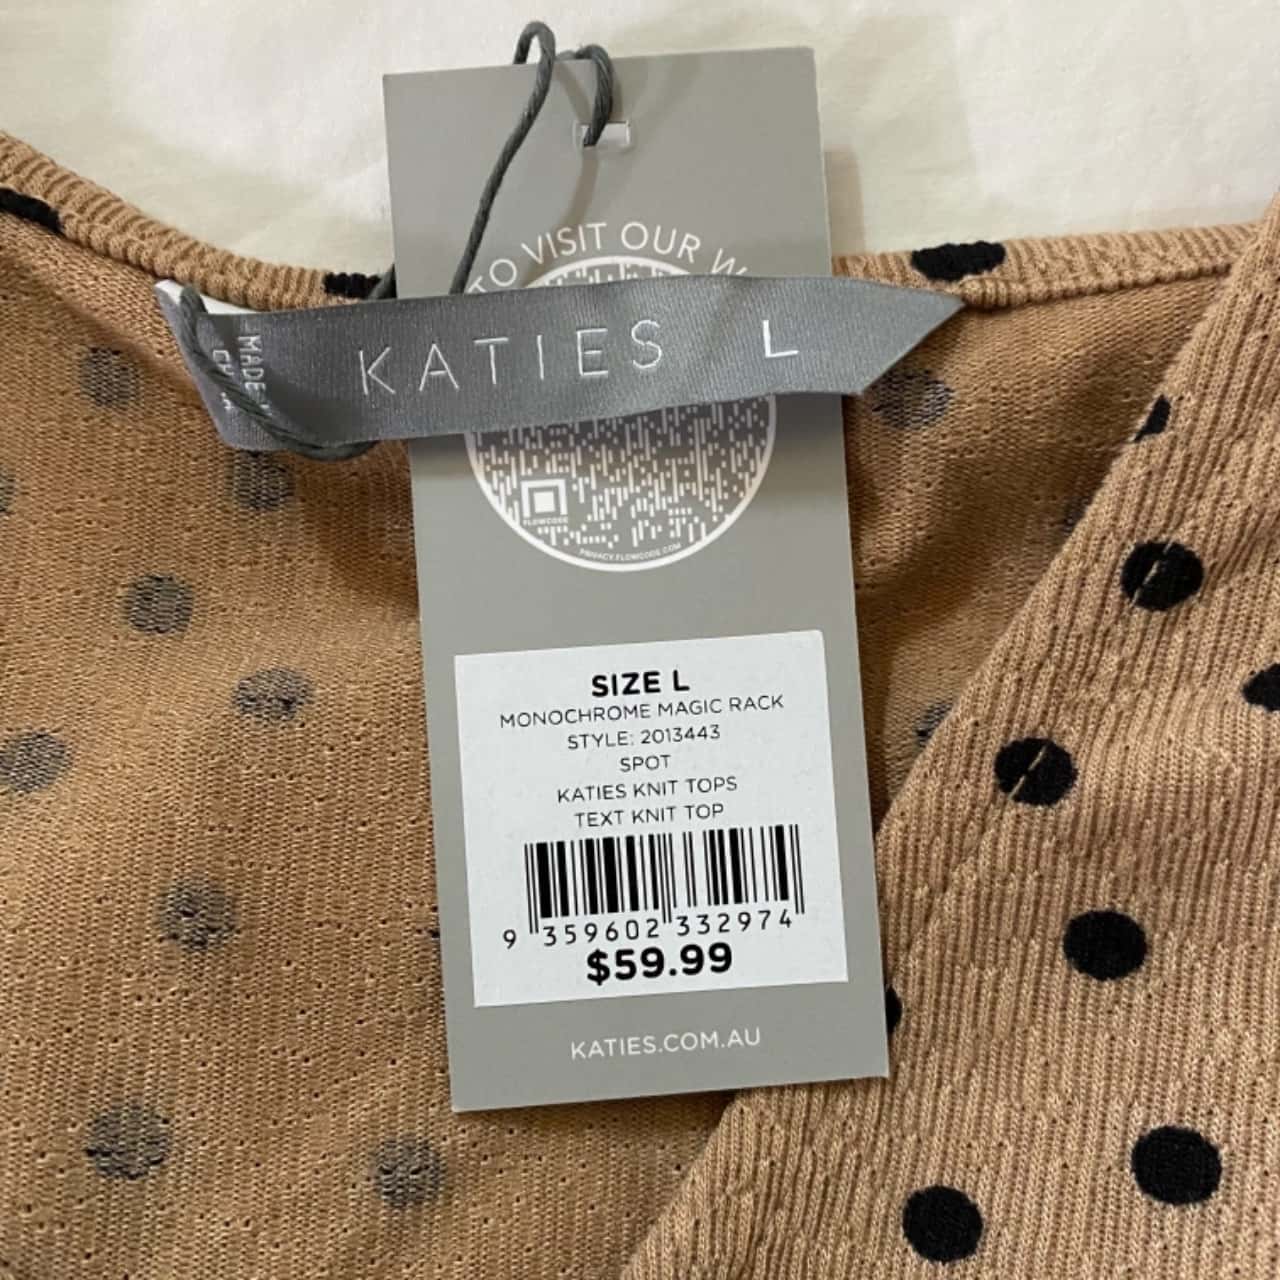 TO VISIT OUR
KATIES L
MADE
FLOWCODE
PRIVACY.FLOWCODE.COM
SIZE L
MONOCHROME MAGIC RACK
STYLE: 2013443
SPOT
KATIES KNIT TOPS
TEXT KNIT TOP
9 359602 332974
$59.99
KATIES.COM.AU